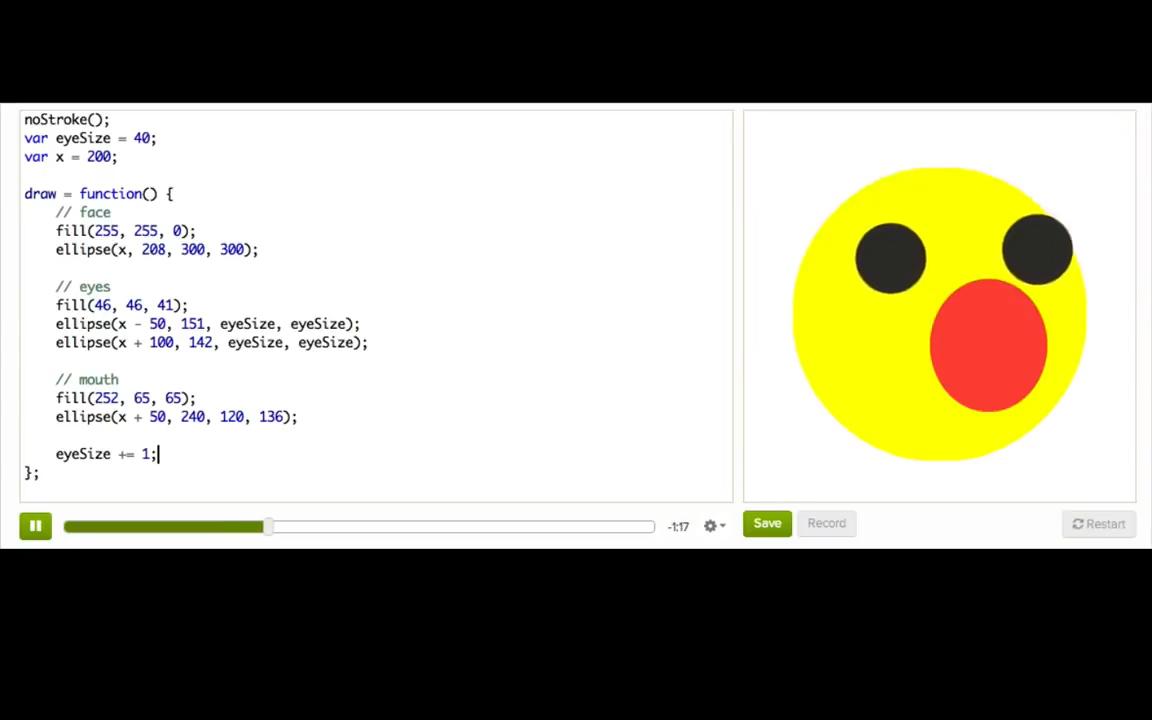 noStroke();
var eyeSize = 40;
var x = 200;
draw = function() {
// face
fill(255, 255, 0);
ellipse(x, 208, 300, 300);
// eyes
fill(46, 46, 41);
ellipse(x - 50, 151, eyeSize, eyeSize);
ellipse(x + 100, 142, eyeSize, eyeSize);
// mouth
fill(252, 65, 65);
ellipse(x + 50, 240, 120, 136);
eyeSize += 1;
};
-1:17
Save
Record
Restart